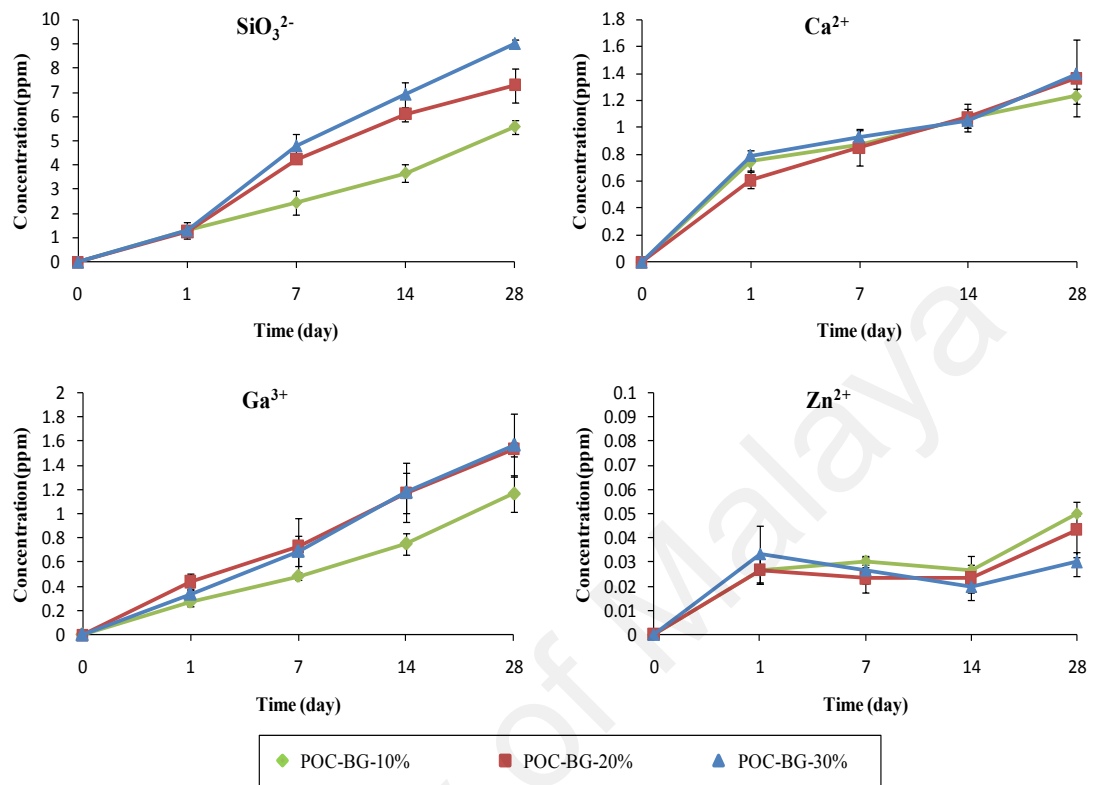 SiO₃²⁻
Concentration(ppm)
10
9
8
7
6
5
4
3
2
1
0
0 1 7 14 28
Time (day)
Ca²⁺
Concentration(ppm)
1.8
1.6
1.4
1.2
1
0.8
0.6
0.4
0.2
0
0 1 7 14 28
Time (day)
Ga³⁺
Concentration(ppm)
2
1.8
1.6
1.4
1.2
1
0.8
0.6
0.4
0.2
0
0 1 7 14 28
Time (day)
Zn²⁺
Concentration(ppm)
0.1
0.09
0.08
0.07
0.06
0.05
0.04
0.03
0.02
0.01
0
0 1 7 14 28
Time (day)
POC-BG-10% POC-BG-20% POC-BG-30%
of Malaya